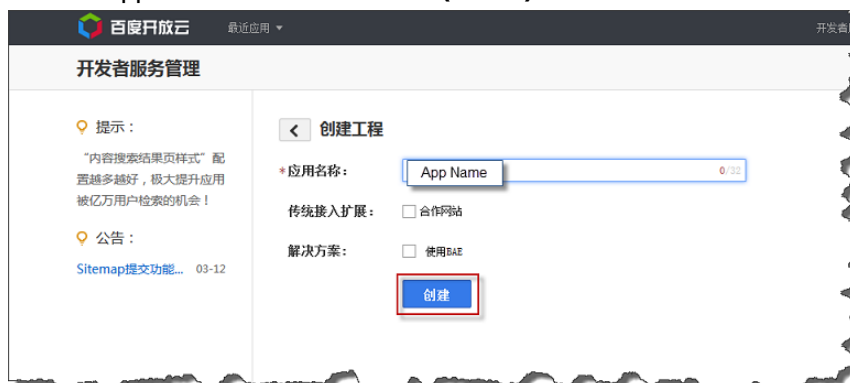 百度开放云 最近应用 开发者
开发者服务管理
提示：
“内容搜索结果页样式”配
置越多越好，极大提升应用
被亿万用户检索的机会！
公告：
Sitemap提交功能... 03-12
创建工程
*应用名称： App Name 0/32
传统接入扩展： 合作网站
解决方案： 使用BAE
创建